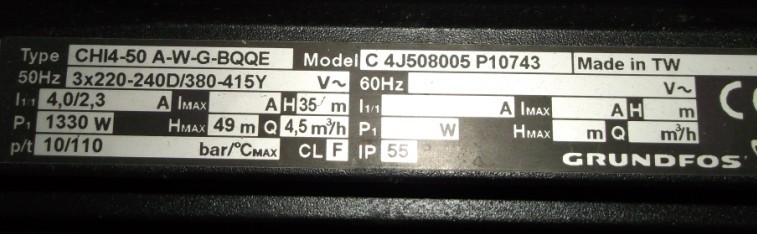 Type CHI4-50 A-W-G-BQQE Model C 4J508005 P10743 Made in TW
50Hz 3x220-240D/380-415Y V~ 60Hz V~
I1/1 4,0/2,3 A IMAX A H 35 m I1/1 A IMAX A H m
P1 1330 W HMAX 49 m Q 4,5 m³/h P1 W HMAX m Q m³/h
p/t 10/110 bar/°CMAX CL F IP 55
CE
GRUNDFOS